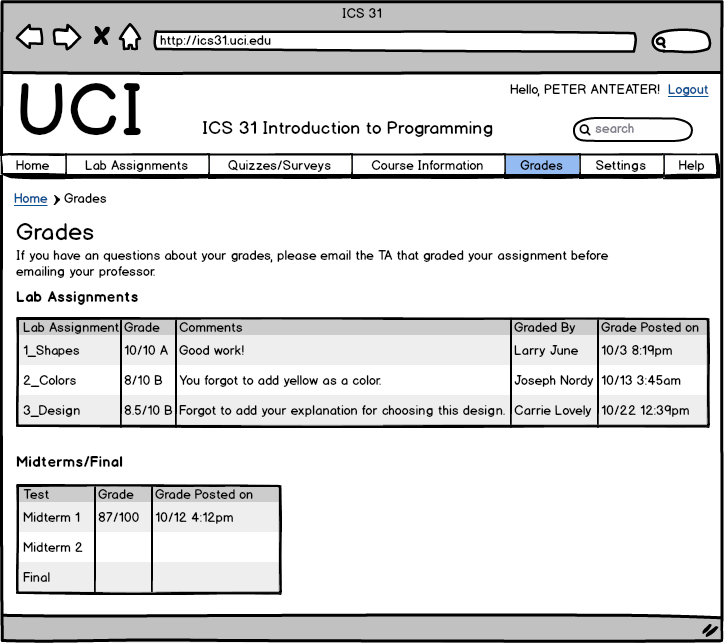 ICS 31
http://ics31.uci.edu
Hello, PETER ANTEATER! Logout
UCI
ICS 31 Introduction to Programming
search
Home Lab Assignments Quizzes/Surveys Course Information Grades Settings Help
Home Grades
Grades
If you have an questions about your grades, please email the TA that graded your assignment before
emailing your professor.
Lab Assignments
Lab Assignment Grade Comments Graded By Grade Posted on
1_Shapes 10/10 A Good work! Larry June 10/3 8:19pm
2_Colors 8/10 B You forgot to add yellow as a color. Joseph Nordy 10/13 3:45am
3_Design 8.5/10 B Forgot to add your explanation for choosing this design. Carrie Lovely 10/22 12:39pm
Midterms/Final
Test Grade Grade Posted on
Midterm 1 87/100 10/12 4:12pm
Midterm 2
Final